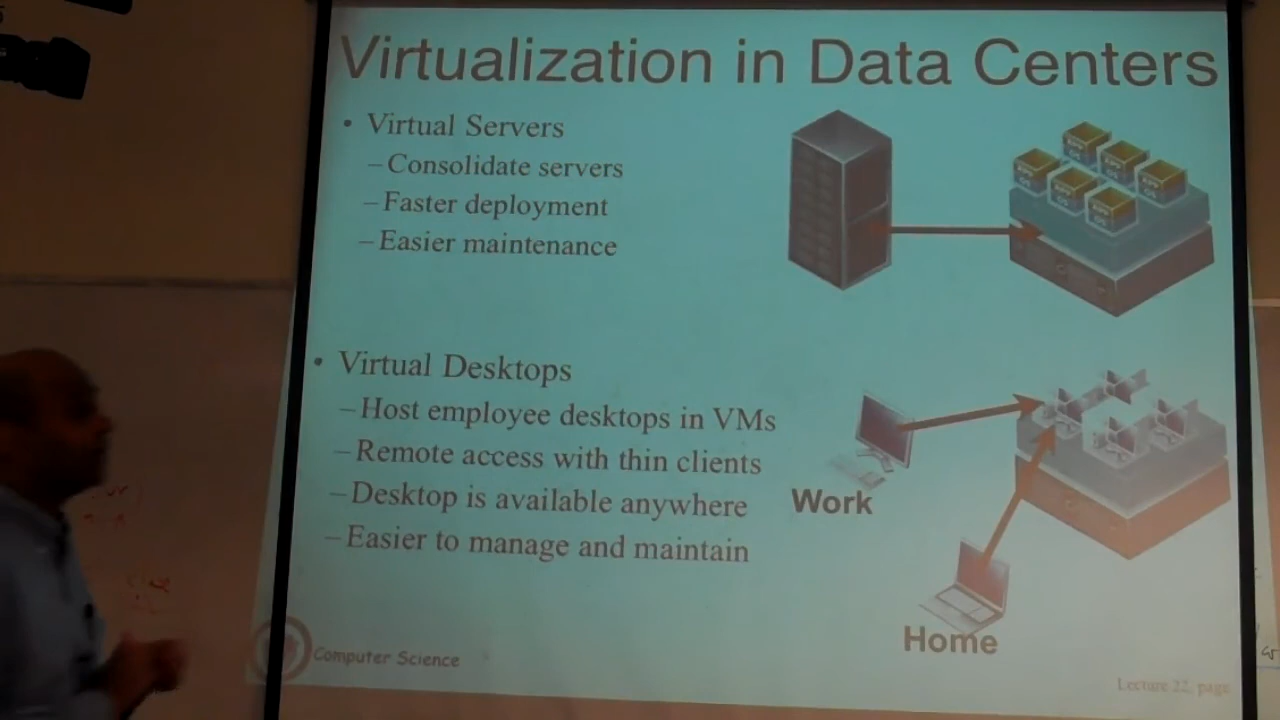 Virtualization in Data Centers
• Virtual Servers
– Consolidate servers
– Faster deployment
– Easier maintenance
• Virtual Desktops
– Host employee desktops in VMs
– Remote access with thin clients
– Desktop is available anywhere
– Easier to manage and maintain
Work
Home
Computer Science
Lecture 22, page